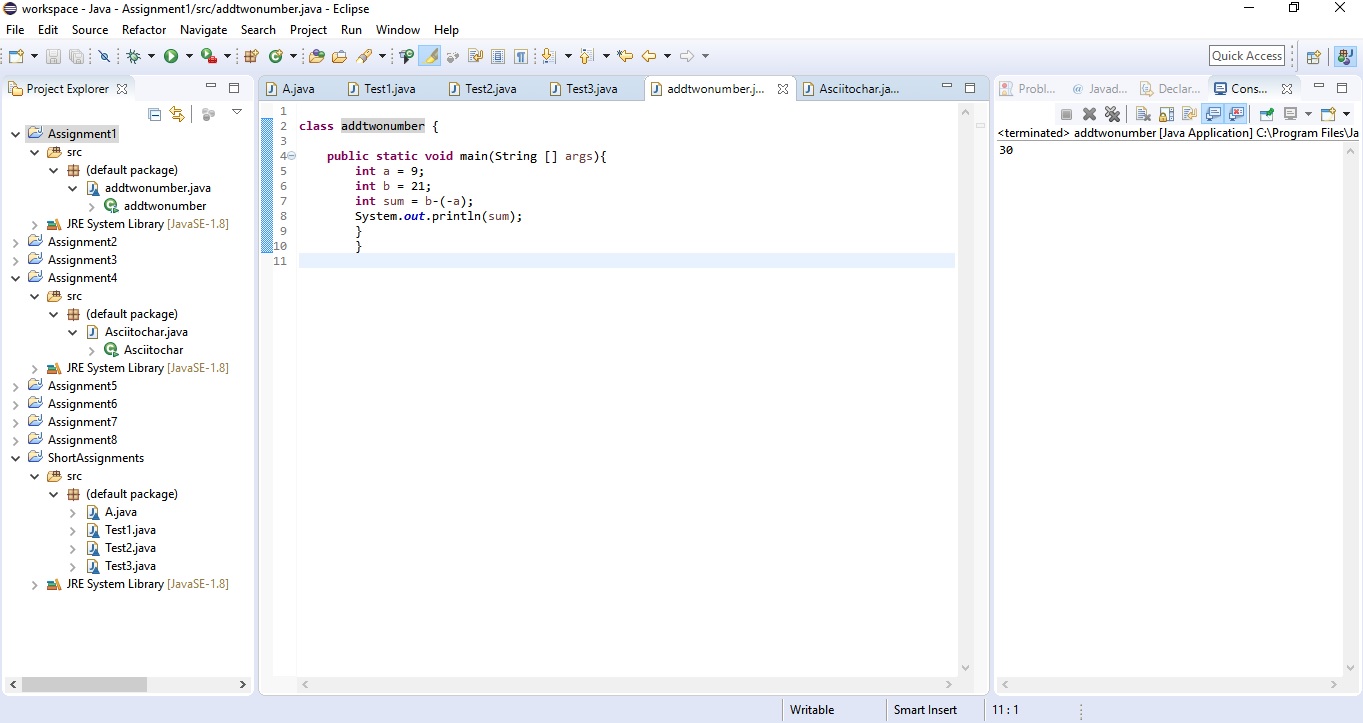 workspace - Java - Assignment1/src/addtwonumber.java - Eclipse
File Edit Source Refactor Navigate Search Project Run Window Help
Quick Access
Project Explorer
Assignment1
src
(default package)
addtwonumber.java
addtwonumber
JRE System Library [JavaSE-1.8]
Assignment2
Assignment3
Assignment4
src
(default package)
Asciitochar.java
Asciitochar
JRE System Library [JavaSE-1.8]
Assignment5
Assignment6
Assignment7
Assignment8
ShortAssignments
src
(default package)
A.java
Test1.java
Test2.java
Test3.java
JRE System Library [JavaSE-1.8]
A.java Test1.java Test2.java Test3.java addtwonumber.j... Asciitochar.ja...
1
2 class addtwonumber {
3
4 public static void main(String [] args){
5 int a = 9;
6 int b = 21;
7 int sum = b-(-a);
8 System.out.println(sum);
9 }
10 }
11
Probl... @ Javad... Declar... Cons...
<terminated> addtwonumber [Java Application] C:\Program Files\Ja
30
Writable Smart Insert 11 : 1